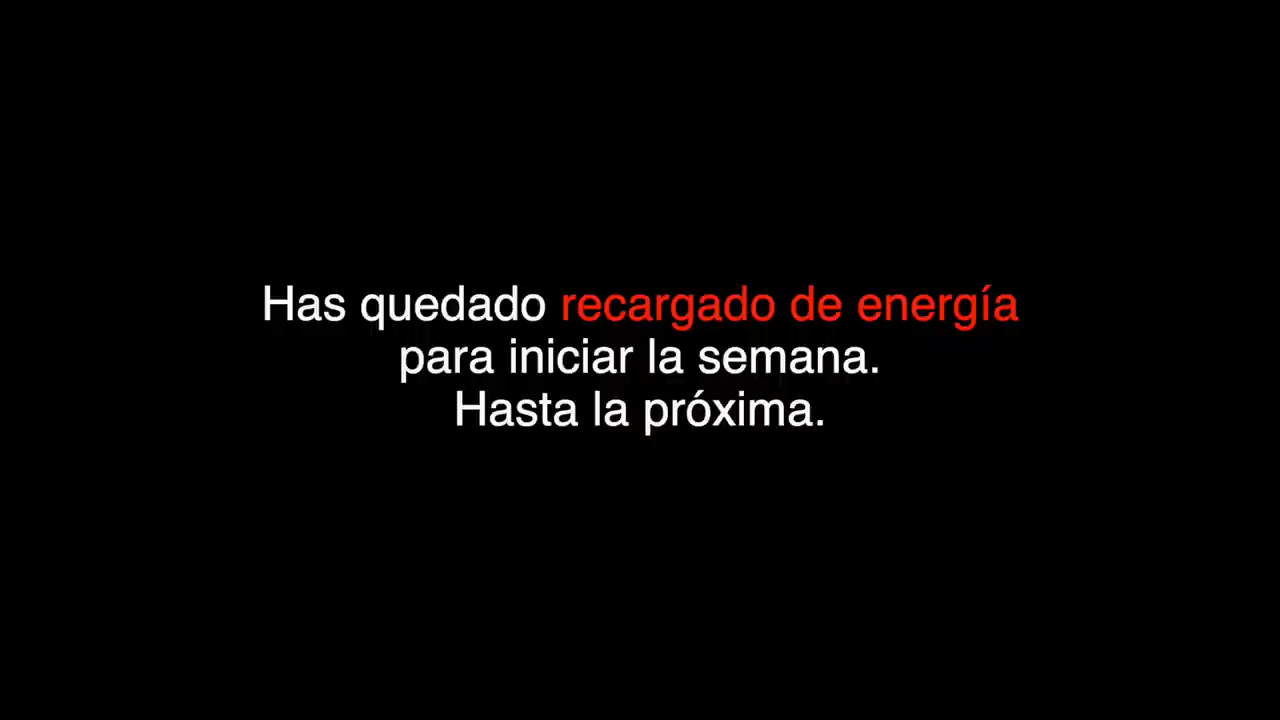 Has quedado recargado de energía
para iniciar la semana.
Hasta la próxima.